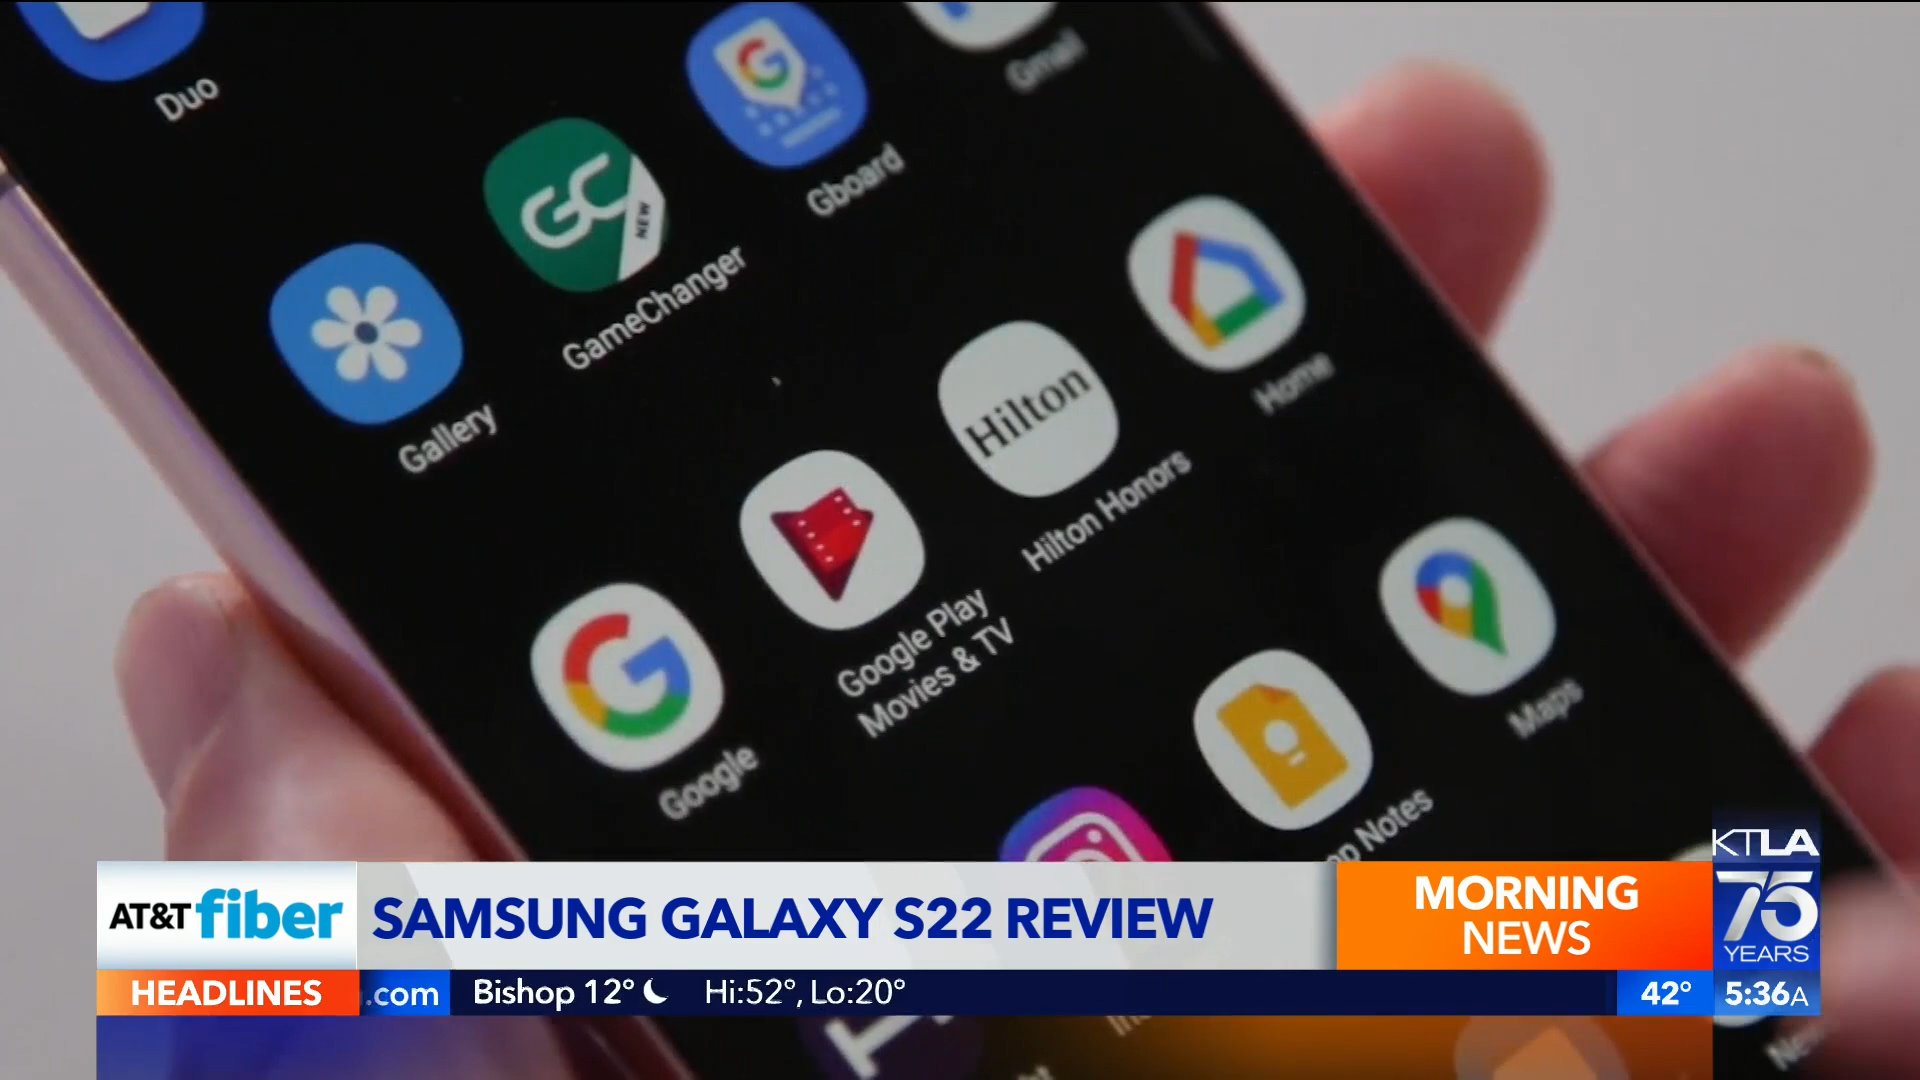 Duo
Gmail
GC
NEW
GameChanger
Gboard
Gallery
Hilton
Hilton Honors
Home
Google Play
Movies & TV
Google
Maps
Notes
AT&T fiber
SAMSUNG GALAXY S22 REVIEW
MORNING
NEWS
KTLA
75
YEARS
HEADLINES
.com
Bishop 12° Hi:52°, Lo:20°
42°
5:36A